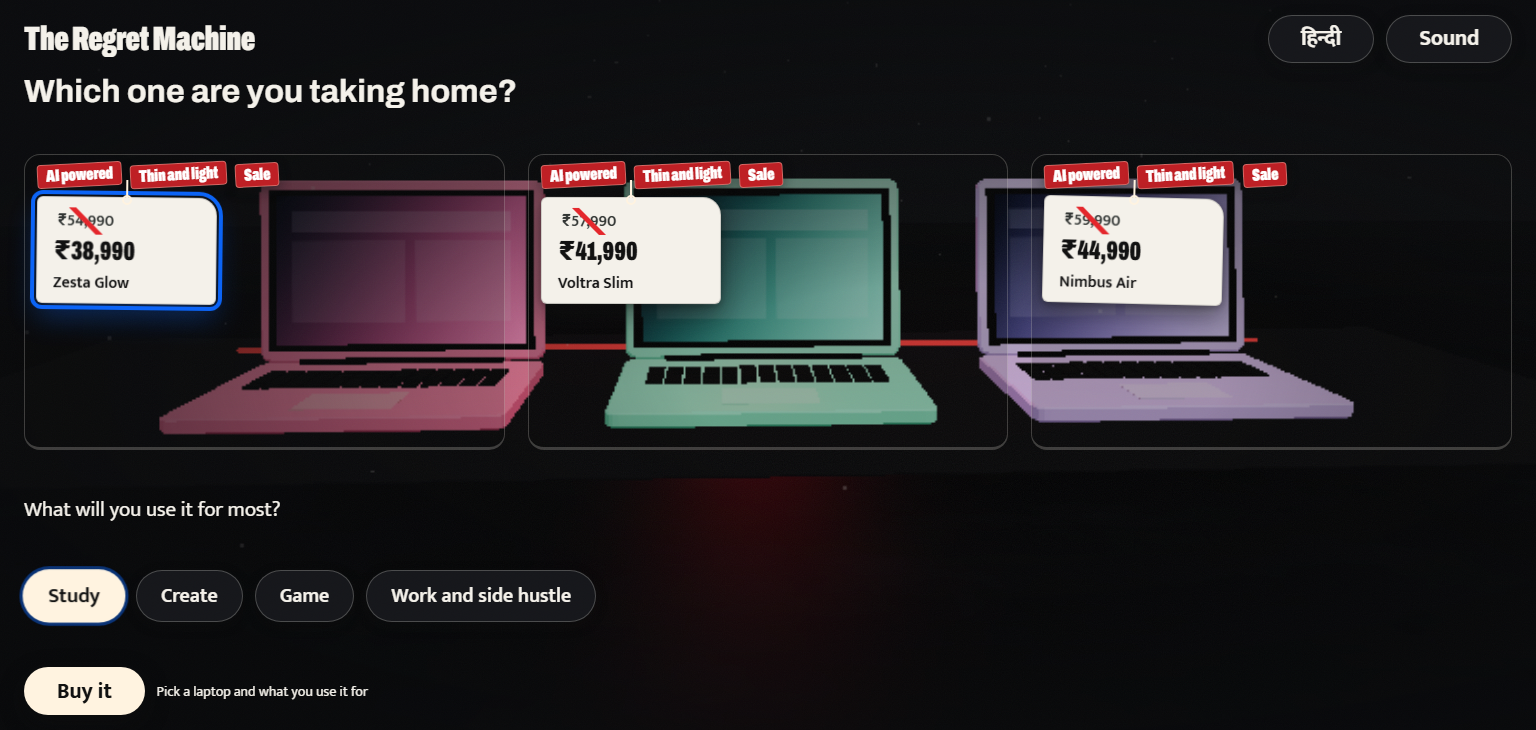 The Regret Machine
हिन्दी
Sound
Which one are you taking home?
AI powered
Thin and light
Sale
₹54,990
₹38,990
Zesta Glow
AI powered
Thin and light
Sale
₹57,990
₹41,990
Voltra Slim
AI powered
Thin and light
Sale
₹59,990
₹44,990
Nimbus Air
What will you use it for most?
Study
Create
Game
Work and side hustle
Buy it
Pick a laptop and what you use it for